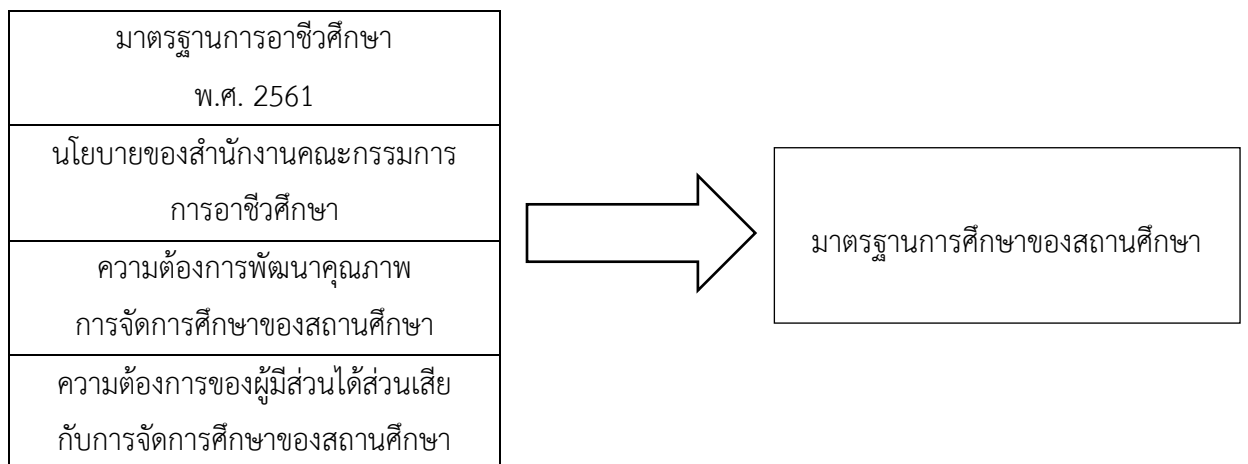 มาตรฐานการอาชีวศึกษา
พ.ศ. 2561
นโยบายของสำนักงานคณะกรรมการ
การอาชีวศึกษา
ความต้องการพัฒนาคุณภาพ
การจัดการศึกษาของสถานศึกษา
ความต้องการของผู้มีส่วนได้ส่วนเสีย
กับการจัดการศึกษาของสถานศึกษา
มาตรฐานการศึกษาของสถานศึกษา